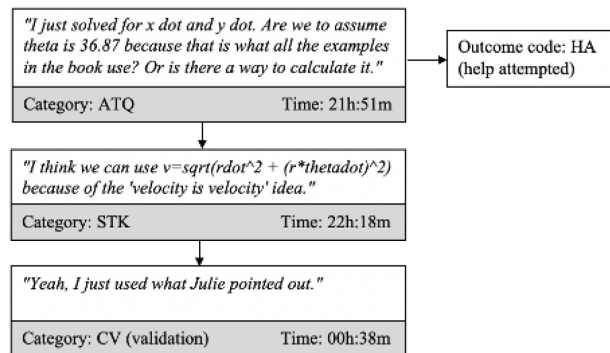 "I just solved for x dot and y dot. Are we to assume
theta is 36.87 because that is what all the examples
in the book use? Or is there a way to calculate it."
Category: ATQ Time: 21h:51m
Outcome code: HA
(help attempted)
"I think we can use v=sqrt(rdot^2 + (r*thetadot)^2)
because of the 'velocity is velocity' idea."
Category: STK Time: 22h:18m
"Yeah, I just used what Julie pointed out."
Category: CV (validation) Time: 00h:38m